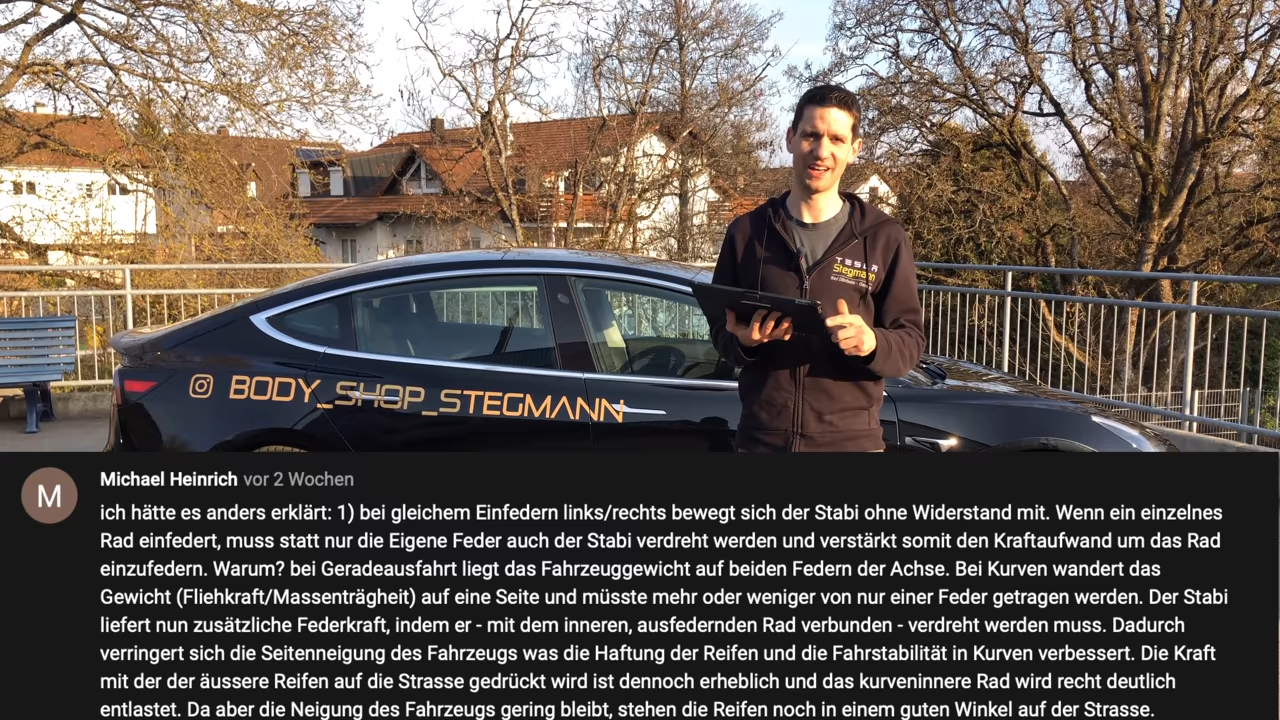 TESLA
Stegmann
BODY_SHOP_STEGMANN
M
Michael Heinrich vor 2 Wochen
ich hätte es anders erklärt: 1) bei gleichem Einfedern links/rechts bewegt sich der Stabi ohne Widerstand mit. Wenn ein einzelnes
Rad einfedert, muss statt nur die Eigene Feder auch der Stabi verdreht werden und verstärkt somit den Kraftaufwand um das Rad
einzufedern. Warum? bei Geradeausfahrt liegt das Fahrzeuggewicht auf beiden Federn der Achse. Bei Kurven wandert das
Gewicht (Fliehkraft/Massenträgheit) auf eine Seite und müsste mehr oder weniger von nur einer Feder getragen werden. Der Stabi
liefert nun zusätzliche Federkraft, indem er - mit dem inneren, ausfedernden Rad verbunden - verdreht werden muss. Dadurch
verringert sich die Seitenneigung des Fahrzeugs was die Haftung der Reifen und die Fahrstabilität in Kurven verbessert. Die Kraft
mit der der äussere Reifen auf die Strasse gedrückt wird ist dennoch erheblich und das kurveninnere Rad wird recht deutlich
entlastet. Da aber die Neigung des Fahrzeugs gering bleibt, stehen die Reifen noch in einem guten Winkel auf der Strasse.